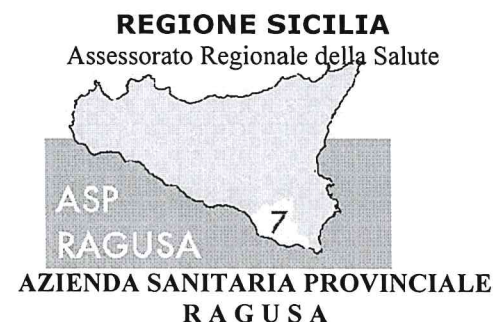 REGIONE SICILIA
Assessorato Regionale della Salute
7
ASP
RAGUSA
AZIENDA SANITARIA PROVINCIALE
RAGUSA